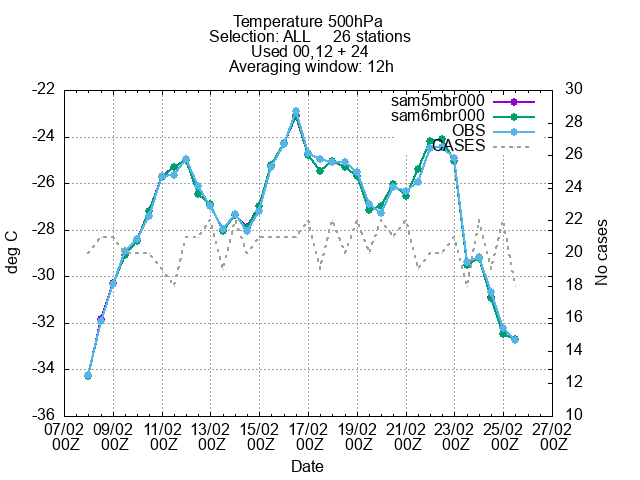 Temperature 500hPa
Selection: ALL 26 stations
Used 00,12 + 24
Averaging window: 12h
-22 30
sam5mbr000
sam6mbr000
OBS
CASES
28
-24
26
-26
24
22
-28
20
-30
18
16
-32
14
-34
12
-36 10
deg C
No cases
07/02 09/02 11/02 13/02 15/02 17/02 19/02 21/02 23/02 25/02 27/02
00Z 00Z 00Z 00Z 00Z 00Z 00Z 00Z 00Z 00Z 00Z
Date